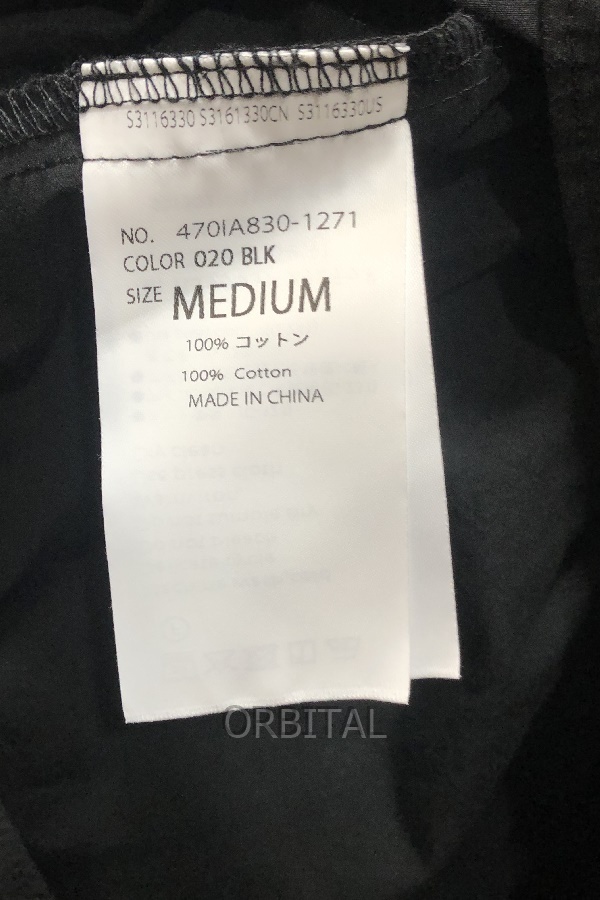 S3116330 S3161330CN S3116330US
NO. 470IA830-1271
COLOR 020 BLK
SIZE MEDIUM
100% コットン
100% Cotton
MADE IN CHINA
ORBITAL